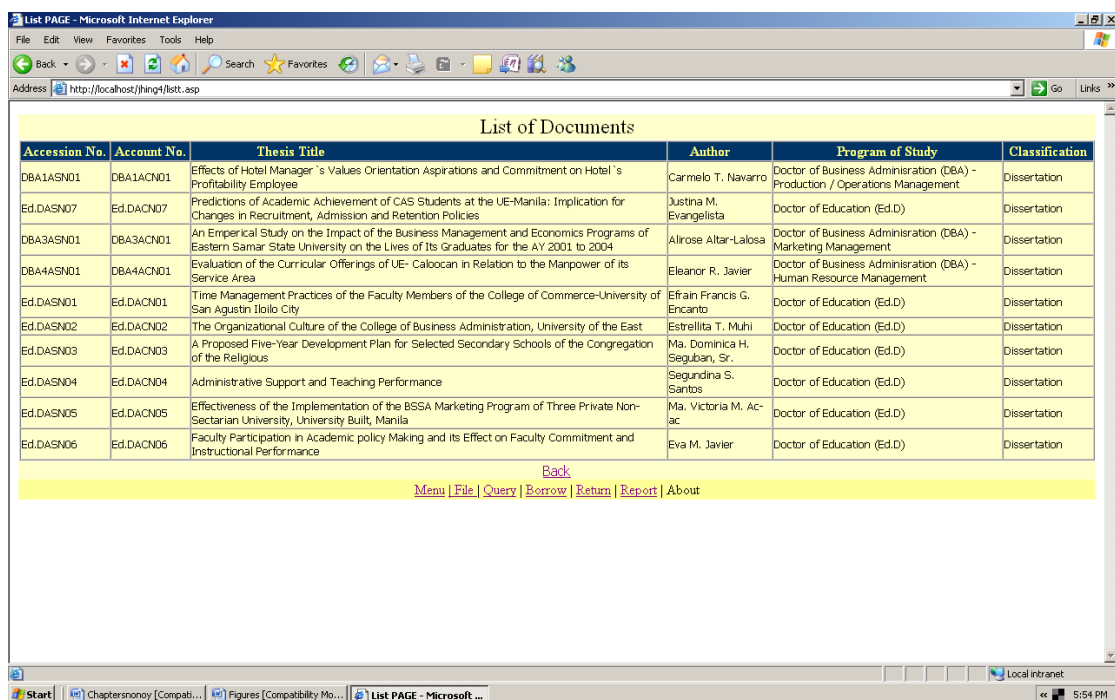 List PAGE - Microsoft Internet Explorer
File Edit View Favorites Tools Help
Back Search Favorites
Address http://localhost/jhing4/listt.asp Go Links »
List of Documents
Accession No. Account No. Thesis Title Author Program of Study Classification
DBA1ASN01 DBA1ACN01 Effects of Hotel Manager`s Values Orientation Aspirations and Commitment on Hotel`s Profitability Employee Carmelo T. Navarro Doctor of Business Adminisration (DBA) - Production / Operations Management Dissertation
Ed.DASN07 Ed.DACN07 Predictions of Academic Achievement of CAS Students at the UE-Manila: Implication for Changes in Recruitment, Admission and Retention Policies Justina M. Evangelista Doctor of Education (Ed.D) Dissertation
DBA3ASN01 DBA3ACN01 An Emperical Study on the Impact of the Business Management and Economics Programs of Eastern Samar State University on the Lives of Its Graduates for the AY 2001 to 2004 Alirose Altar-Lalosa Doctor of Business Adminisration (DBA) - Marketing Management Dissertation
DBA4ASN01 DBA4ACN01 Evaluation of the Curricular Offerings of UE- Caloocan in Relation to the Manpower of its Service Area Eleanor R. Javier Doctor of Business Adminisration (DBA) - Human Resource Management Dissertation
Ed.DASN01 Ed.DACN01 Time Management Practices of the Faculty Members of the College of Commerce-University of San Agustin Iloilo City Efrain Francis G. Encanto Doctor of Education (Ed.D) Dissertation
Ed.DASN02 Ed.DACN02 The Organizational Culture of the College of Business Administration, University of the East Estrellita T. Muhi Doctor of Education (Ed.D) Dissertation
Ed.DASN03 Ed.DACN03 A Proposed Five-Year Development Plan for Selected Secondary Schools of the Congregation of the Religious Ma. Dominica H. Seguban, Sr. Doctor of Education (Ed.D) Dissertation
Ed.DASN04 Ed.DACN04 Administrative Support and Teaching Performance Segundina S. Santos Doctor of Education (Ed.D) Dissertation
Ed.DASN05 Ed.DACN05 Effectiveness of the Implementation of the BSSA Marketing Program of Three Private Non-Sectarian University, University Built, Manila Ma. Victoria M. Ac-ac Doctor of Education (Ed.D) Dissertation
Ed.DASN06 Ed.DACN06 Faculty Participation in Academic policy Making and its Effect on Faculty Commitment and Instructional Performance Eva M. Javier Doctor of Education (Ed.D) Dissertation
Back
Menu | File | Query | Borrow | Return | Report | About
Local intranet
Start Chaptersnonoy [Compati... Figures [Compatibility Mo... List PAGE - Microsoft ... « 5:54 PM